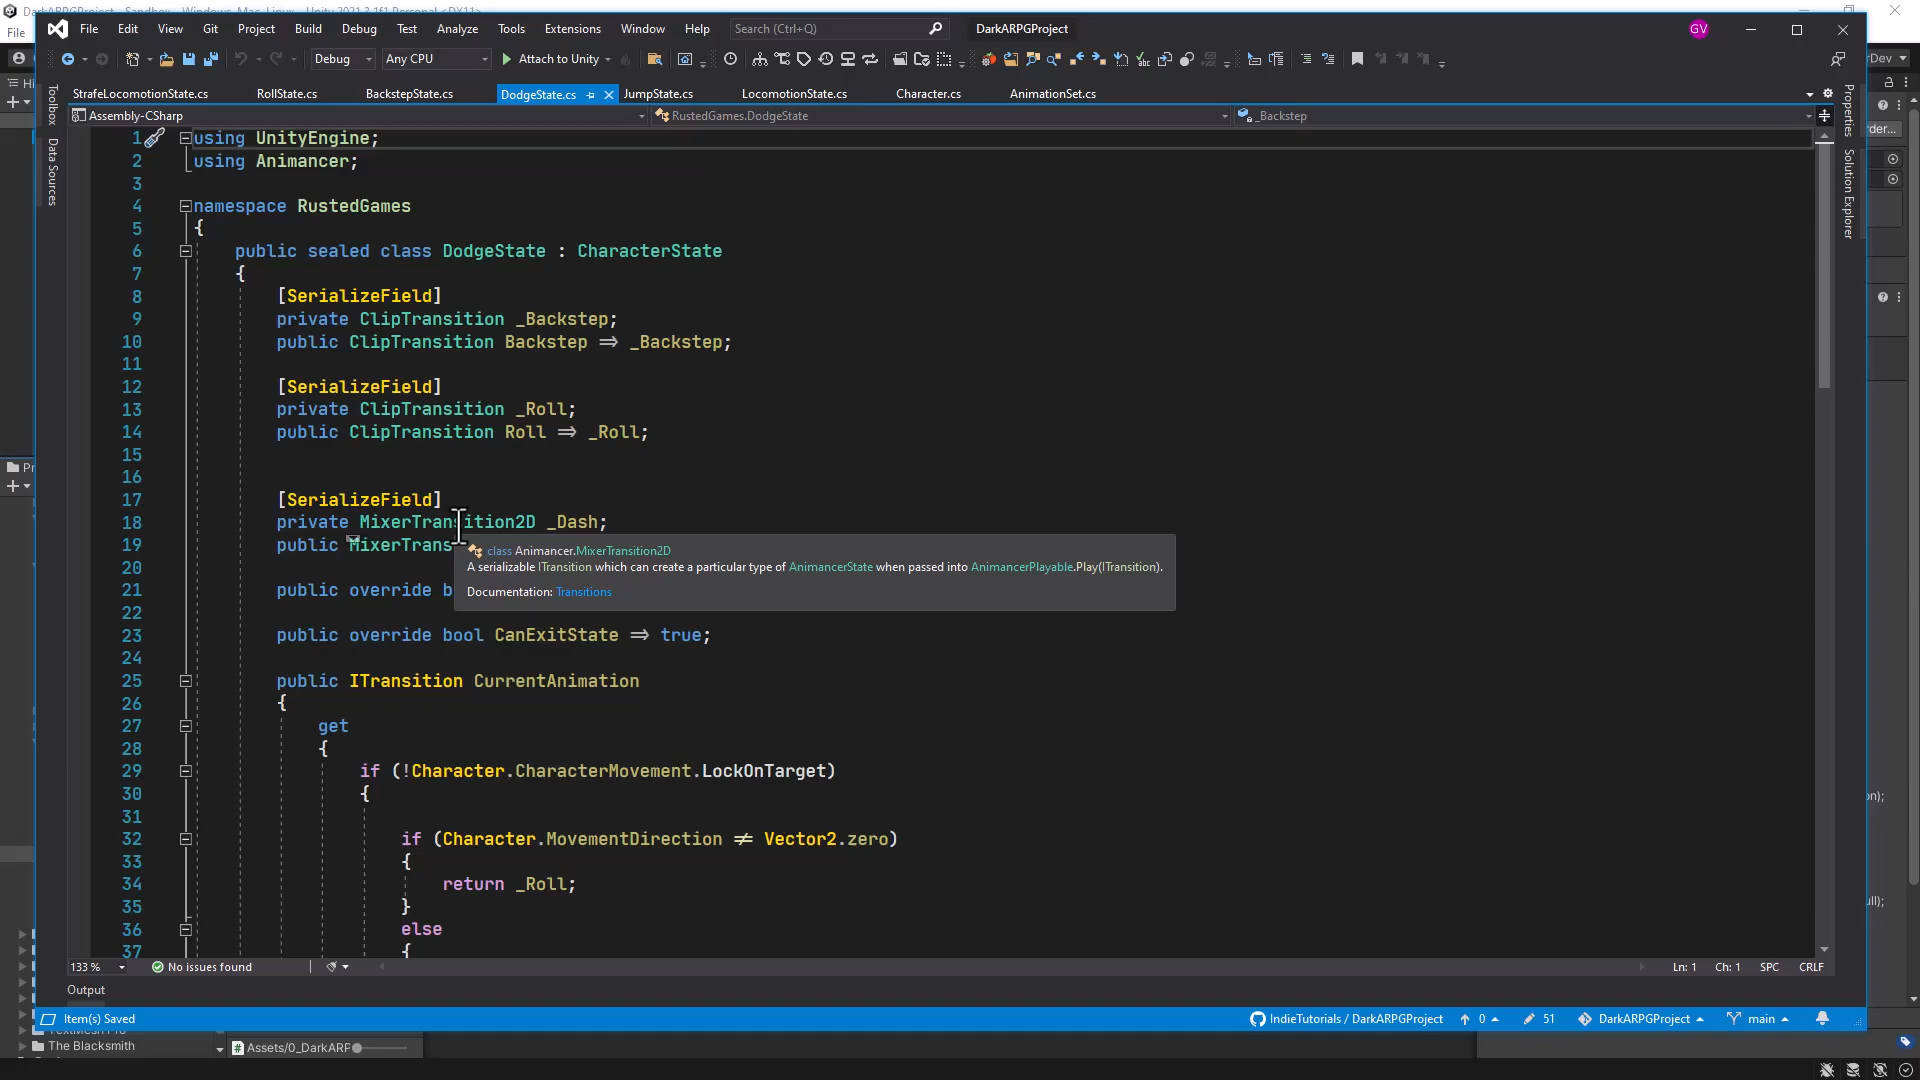 File Edit View Git Project Build Debug Test Analyze Tools Extensions Window Help Search (Ctrl+Q) DarkARPGProject GV
File
Debug Any CPU Attach to Unity
StrafeLocomotionState.cs RollState.cs BackstepState.cs DodgeState.cs JumpState.cs LocomotionState.cs Character.cs AnimationSet.cs
Assembly-CSharp RustedGames.DodgeState _Backstep
Toolbox
Data Sources
Properties
Solution Explorer
1 using UnityEngine;
2 using Animancer;
3
4 namespace RustedGames
5 {
6 public sealed class DodgeState : CharacterState
7 {
8 [SerializeField]
9 private ClipTransition _Backstep;
10 public ClipTransition Backstep => _Backstep;
11
12 [SerializeField]
13 private ClipTransition _Roll;
14 public ClipTransition Roll => _Roll;
15
16
17 [SerializeField]
18 private MixerTransition2D _Dash;
19 public MixerTrans
class Animancer.MixerTransition2D
A serializable ITransition which can create a particular type of AnimancerState when passed into AnimancerPlayable.Play(ITransition).
Documentation: Transitions
20
21 public override b
22
23 public override bool CanExitState => true;
24
25 public ITransition CurrentAnimation
26 {
27 get
28 {
29 if (!Character.CharacterMovement.LockOnTarget)
30 {
31
32 if (Character.MovementDirection != Vector2.zero)
33 {
34 return _Roll;
35 }
36 else
37 {
133 % No issues found Ln: 1 Ch: 1 SPC CRLF
Output
Item(s) Saved IndieTutorials / DarkARPGProject 0 51 DarkARPGProject main
The Blacksmith Assets/0_DarkARP